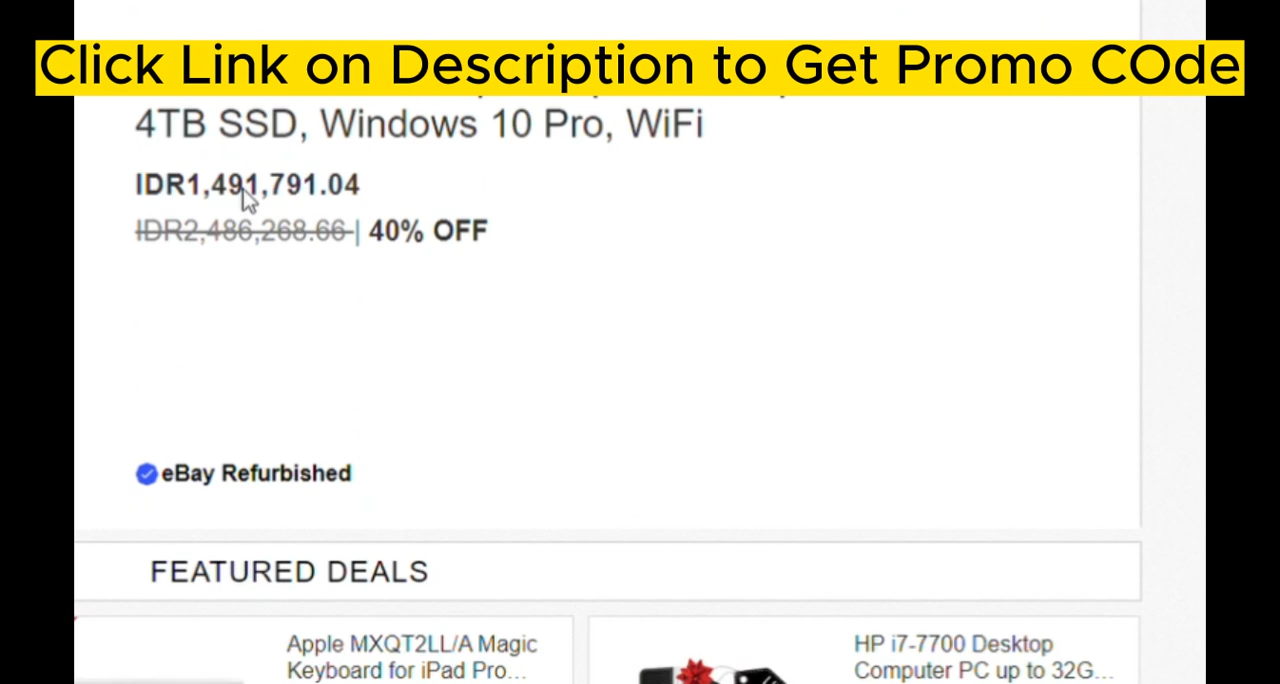 Click Link on Description to Get Promo COde
4TB SSD, Windows 10 Pro, WiFi
IDR1,491,791.04
IDR2,486,268.66 | 40% OFF
eBay Refurbished
FEATURED DEALS
Apple MXQT2LL/A Magic
Keyboard for iPad Pro...
HP i7-7700 Desktop
Computer PC up to 32G...